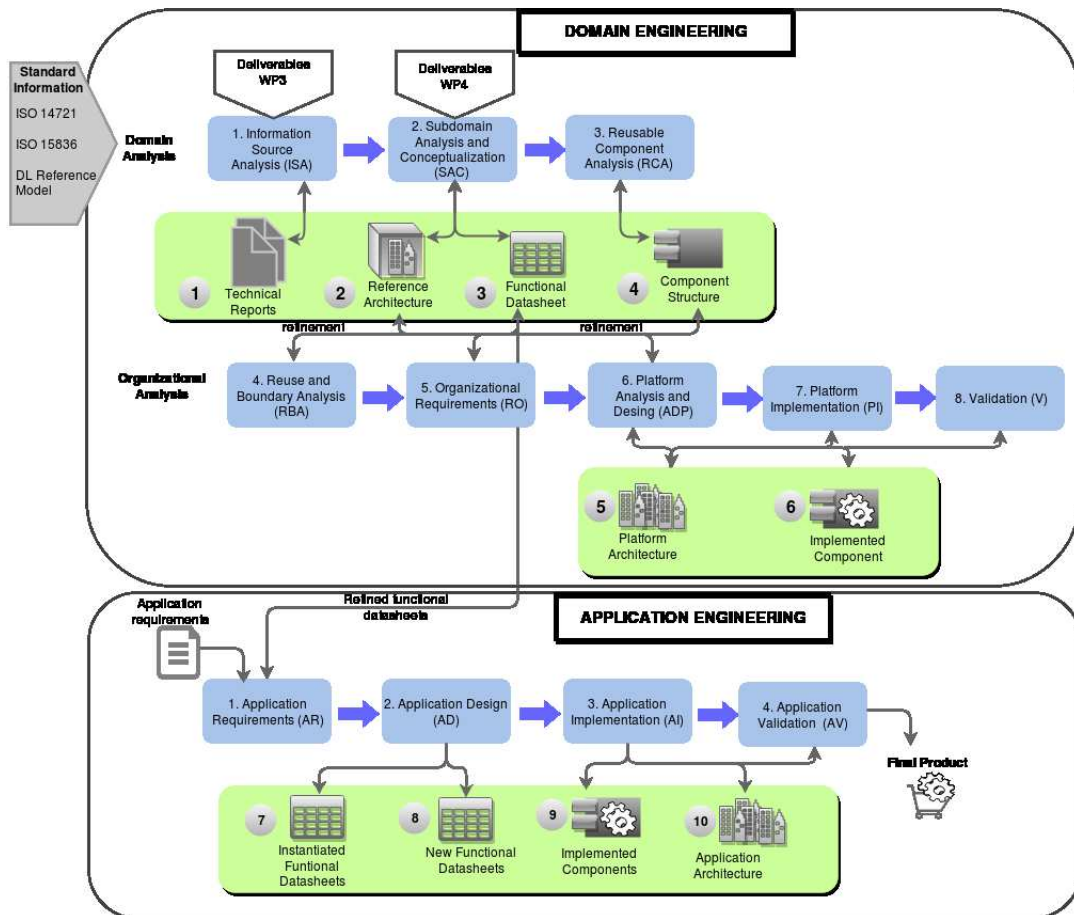 DOMAIN ENGINEERING
Standard
Information
ISO 14721
ISO 15836
DL Reference
Model
Deliverables
WP3
Deliverables
WP4
Domain
Analysis
1. Information
Source
Analysis (ISA)
2. Subdomain
Analysis and
Conceptualization
(SAC)
3. Reusable
Component
Analysis (RCA)
1
Technical
Reports
2
Reference
Architecture
3
Functional
Datasheet
4
Component
Structure
refinement
refinement
Organizational
Analysis
4. Reuse and
Boundary Analysis
(RBA)
5. Organizational
Requirements (RO)
6. Platform
Analysis and
Desing (ADP)
7. Platform
Implementation (PI)
8. Validation (V)
5
Platform
Architecture
6
Implemented
Component
Application
requirements
Refined functional
datasheets
APPLICATION ENGINEERING
1. Application
Requirements (AR)
2. Application Design
(AD)
3. Application
Implementation (AI)
4. Application
Validation (AV)
Final Product
7
Instantiated
Funtional
Datasheets
8
New Functional
Datasheets
9
Implemented
Components
10
Application
Architecture